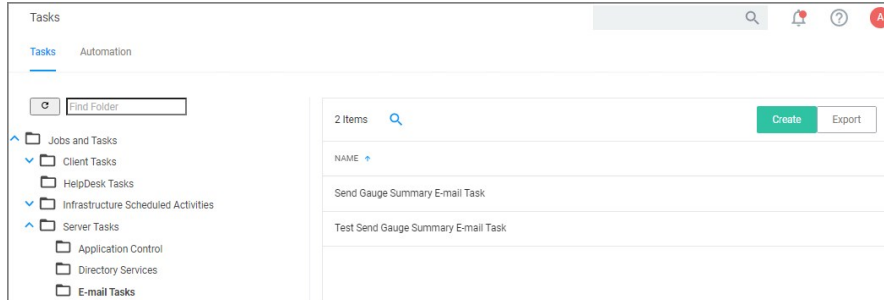 Tasks
A
Tasks Automation
Find Folder
Jobs and Tasks
Client Tasks
HelpDesk Tasks
Infrastructure Scheduled Activities
Server Tasks
Application Control
Directory Services
E-mail Tasks
2 Items Create Export
NAME
Send Gauge Summary E-mail Task
Test Send Gauge Summary E-mail Task